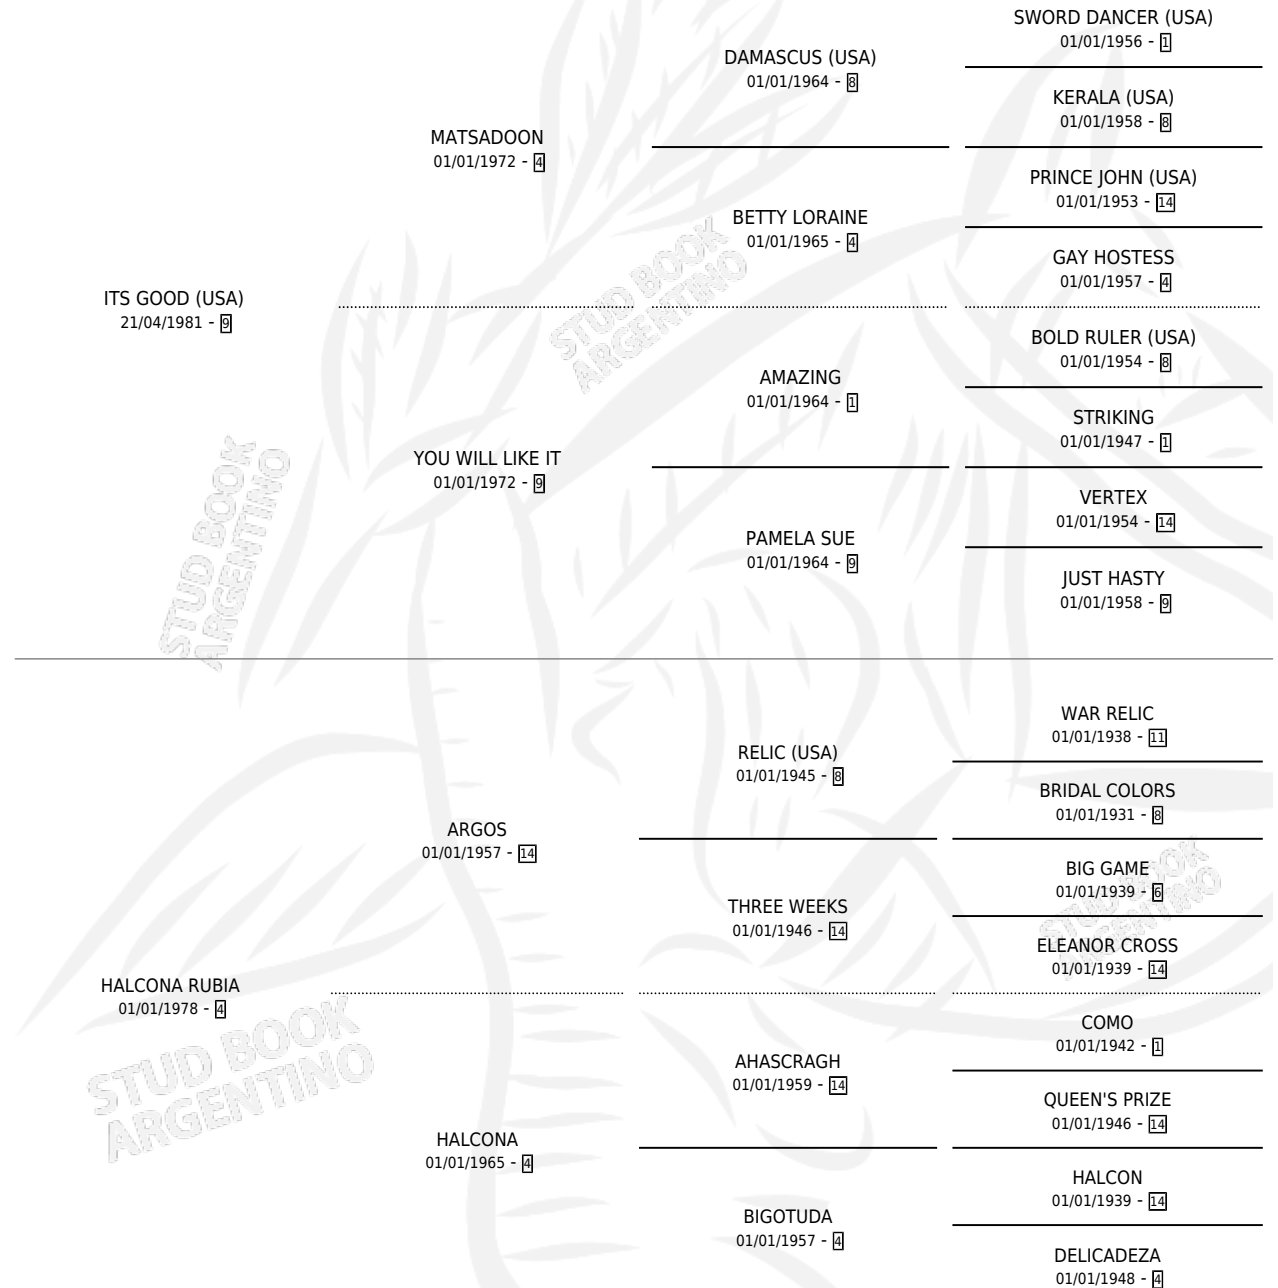 SWORD DANCER (USA)
01/01/1956 - 1
DAMASCUS (USA)
01/01/1964 - 8
KERALA (USA)
01/01/1958 - 8
MATSADOON
01/01/1972 - 4
PRINCE JOHN (USA)
01/01/1953 - 14
BETTY LORAINE
01/01/1965 - 4
GAY HOSTESS
01/01/1957 - 4
ITS GOOD (USA)
21/04/1981 - 9
BOLD RULER (USA)
01/01/1954 - 8
AMAZING
01/01/1964 - 1
STRIKING
01/01/1947 - 1
YOU WILL LIKE IT
01/01/1972 - 9
VERTEX
01/01/1954 - 14
PAMELA SUE
01/01/1964 - 9
JUST HASTY
01/01/1958 - 9
STUD BOOK
ARGENTINO
STUD BOOK
ARGENTINO
WAR RELIC
01/01/1938 - 11
RELIC (USA)
01/01/1945 - 8
BRIDAL COLORS
01/01/1931 - 8
ARGOS
01/01/1957 - 14
BIG GAME
01/01/1939 - 6
THREE WEEKS
01/01/1946 - 14
ELEANOR CROSS
01/01/1939 - 14
HALCONA RUBIA
01/01/1978 - 4
COMO
01/01/1942 - 1
AHASCRAGH
01/01/1959 - 14
QUEEN'S PRIZE
01/01/1946 - 14
HALCONA
01/01/1965 - 4
HALCON
01/01/1939 - 14
BIGOTUDA
01/01/1957 - 4
DELICADEZA
01/01/1948 - 4
STUD BOOK
ARGENTINO
STUD BOOK
ARGENTINO